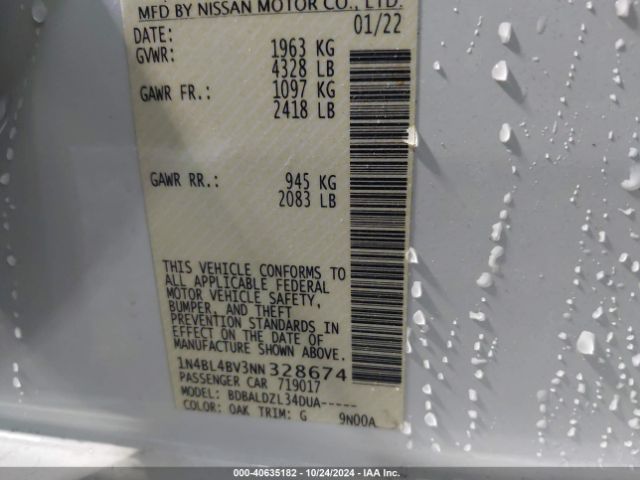 MFD BY NISSAN MOTOR CO., LTD.
DATE: 01/22
GVWR: 1963 KG
4328 LB
GAWR FR.: 1097 KG
2418 LB
GAWR RR.: 945 KG
2083 LB
THIS VEHICLE CONFORMS TO
ALL APPLICABLE FEDERAL
MOTOR VEHICLE SAFETY,
BUMPER, AND THEFT
PREVENTION STANDARDS IN
EFFECT ON THE DATE OF
MANUFACTURE SHOWN ABOVE.
1N4BL4BV3NN328674
PASSENGER CAR 719017
MODEL: BDBALDZL34DUA-----
COLOR: QAK TRIM: G 9N00A
000-40635182 • 10/24/2024 • IAA Inc.